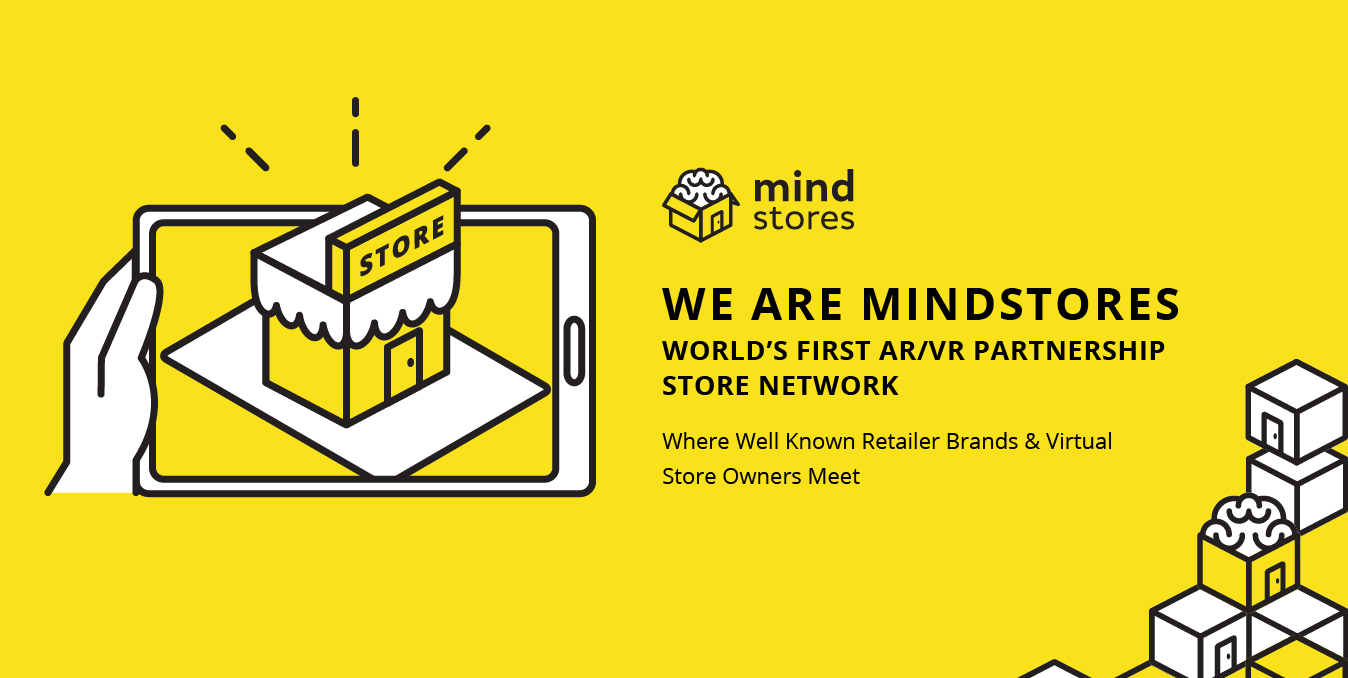 STORE
mind
stores
WE ARE MINDSTORES
WORLD’S FIRST AR/VR PARTNERSHIP
STORE NETWORK
Where Well Known Retailer Brands & Virtual
Store Owners Meet